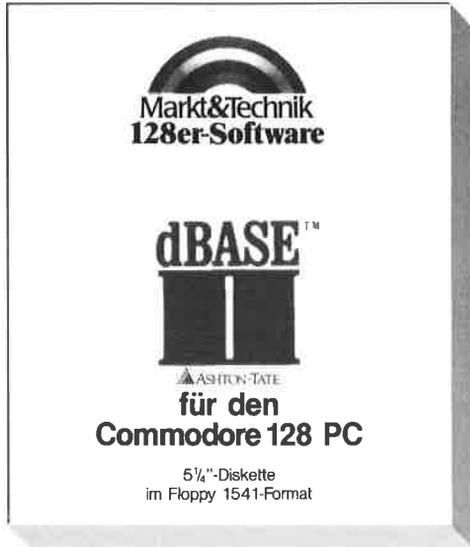 Markt&Technik
128er-Software
dBASE™
II
ASHTON-TATE
für den
Commodore 128 PC
5¼"-Diskette
im Floppy 1541-Format